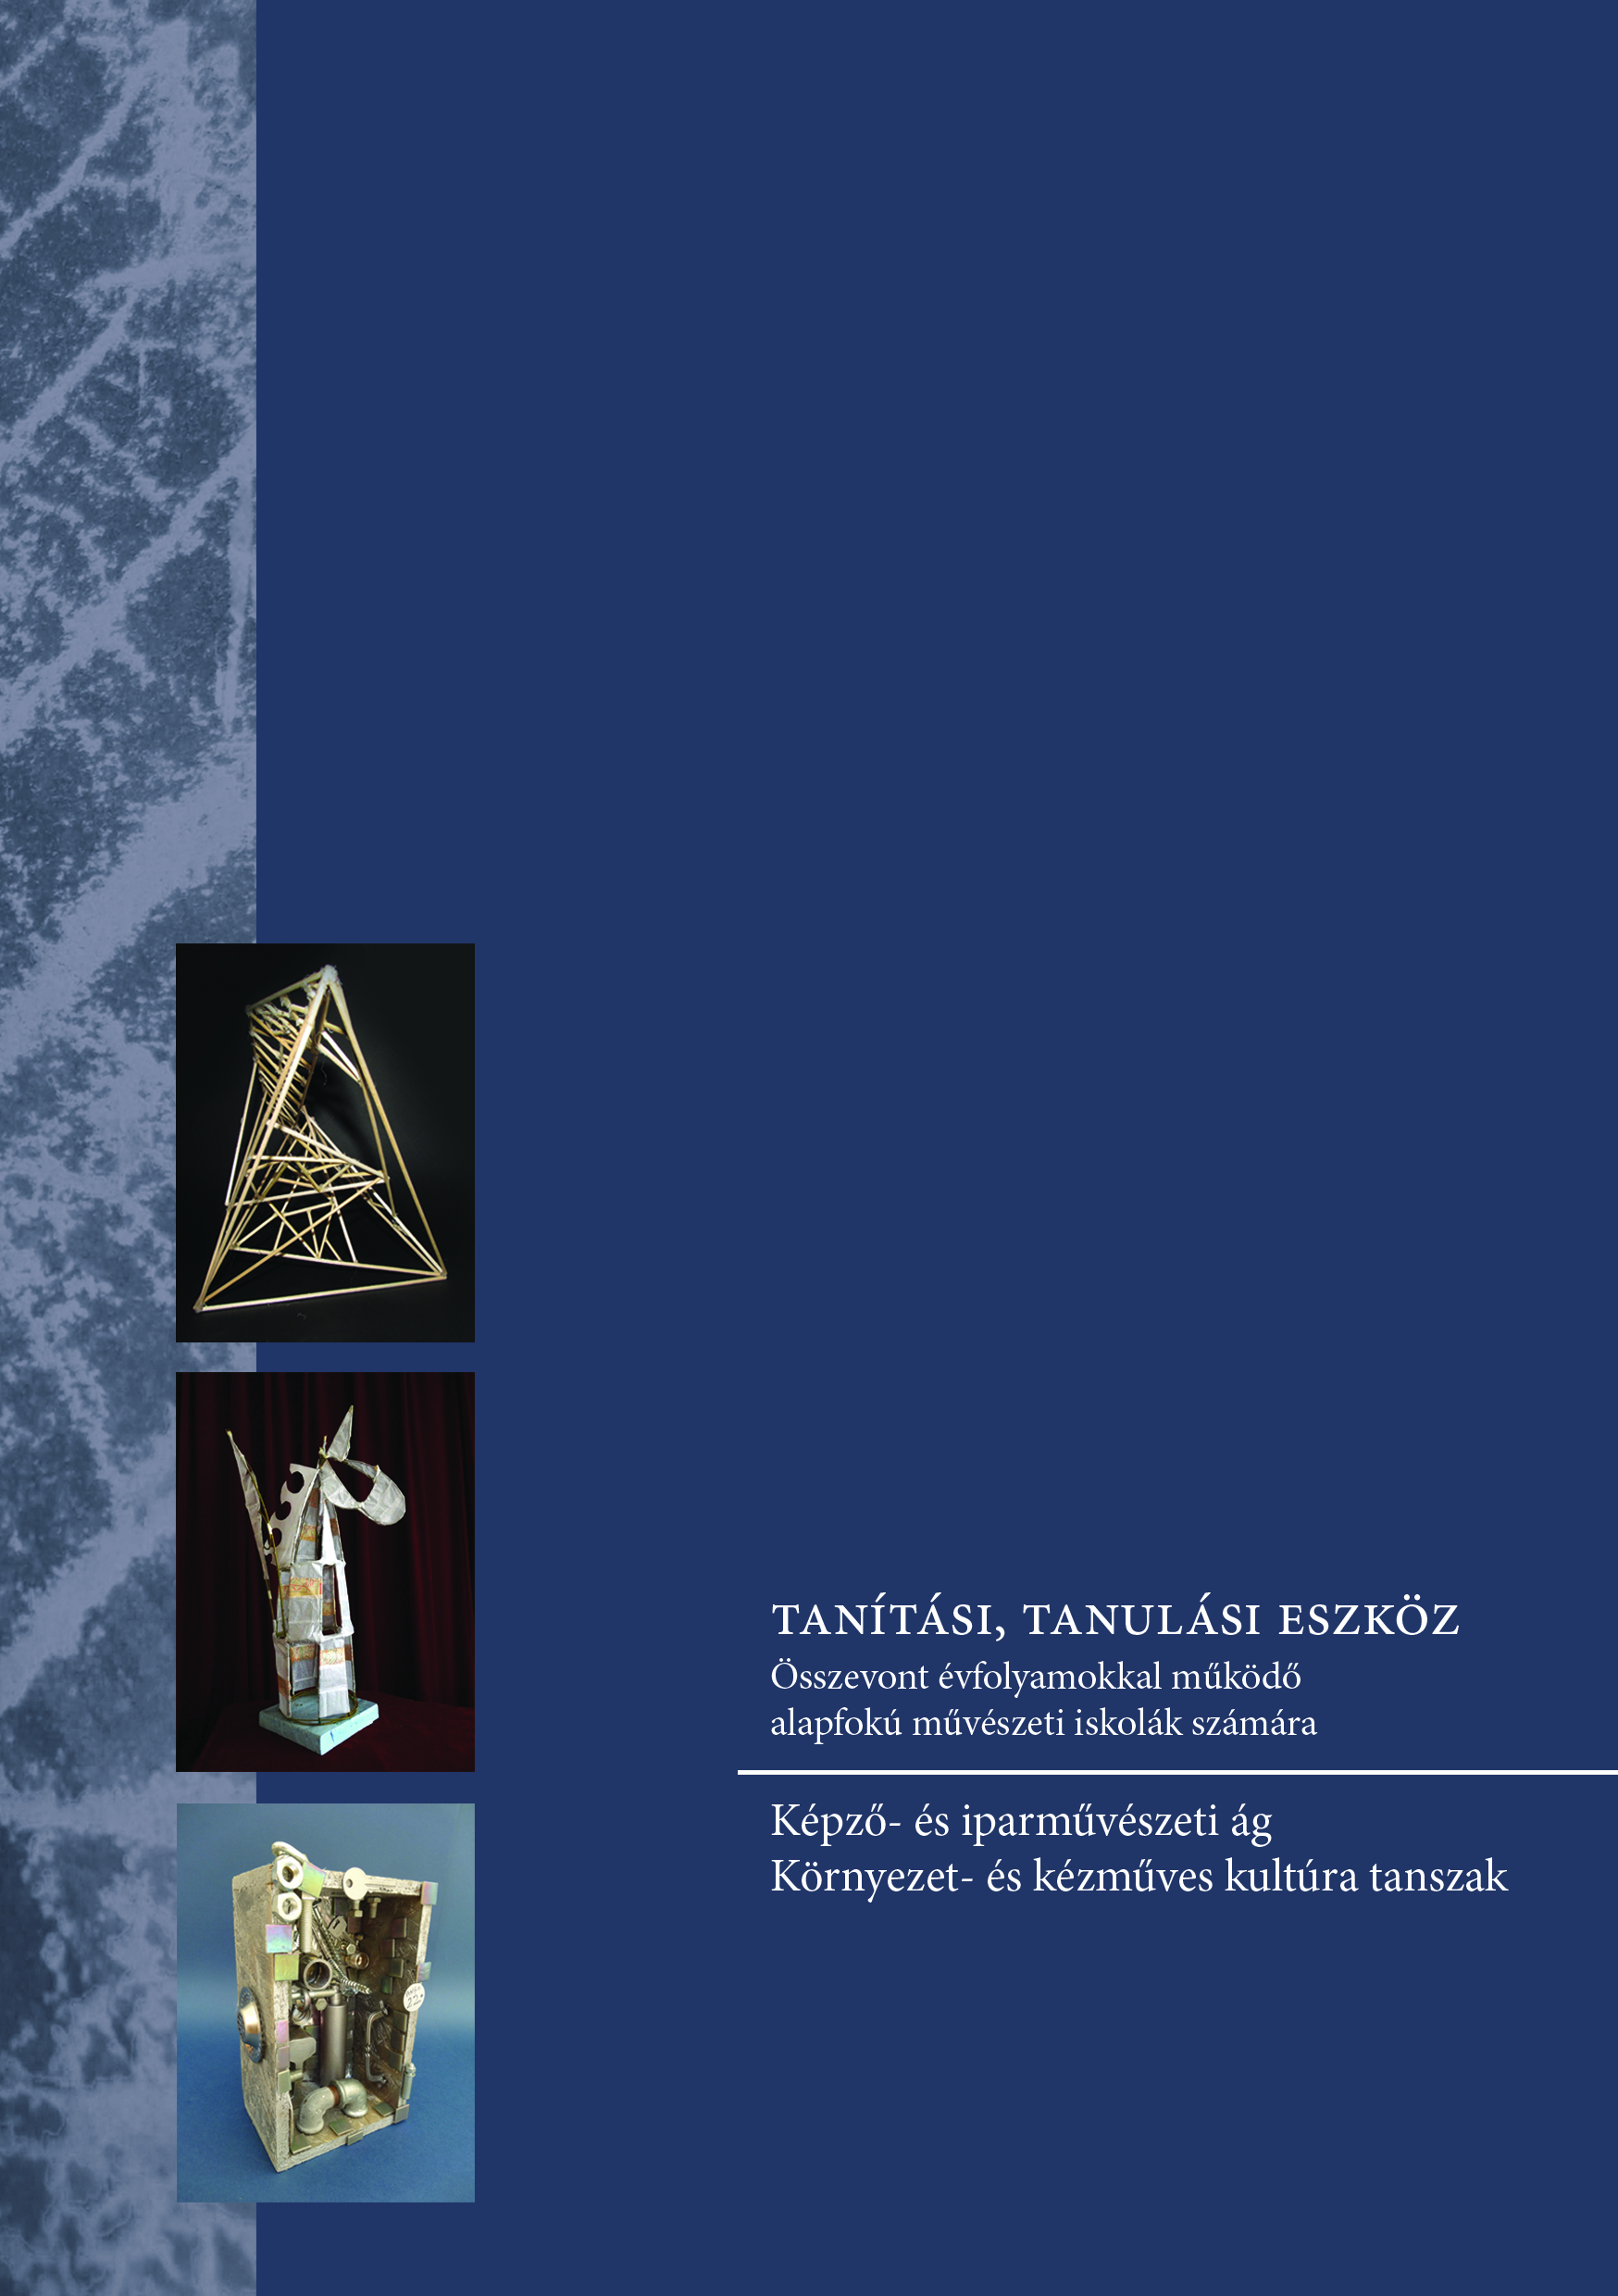 TANÍTÁSI, TANULÁSI ESZKÖZ
Összevont évfolyamokkal működő
alapfokú művészeti iskolák számára
Képző- és iparművészeti ág
Környezet- és kézműves kultúra tanszak